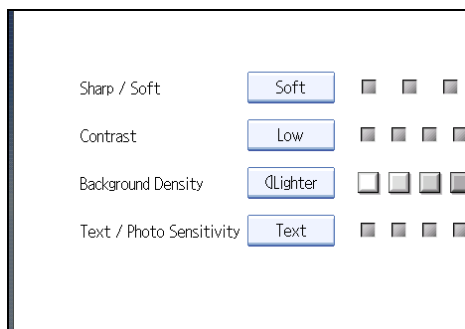 Sharp / Soft Soft
Contrast Low
Background Density Lighter
Text / Photo Sensitivity Text